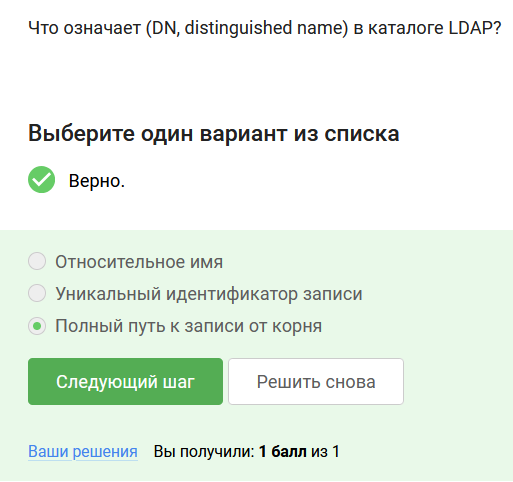 Что означает (DN, distinguished name) в каталоге LDAP?
Выберите один вариант из списка
Верно.
Относительное имя
Уникальный идентификатор записи
Полный путь к записи от корня
Следующий шаг Решить снова
Ваши решения Вы получили: 1 балл из 1